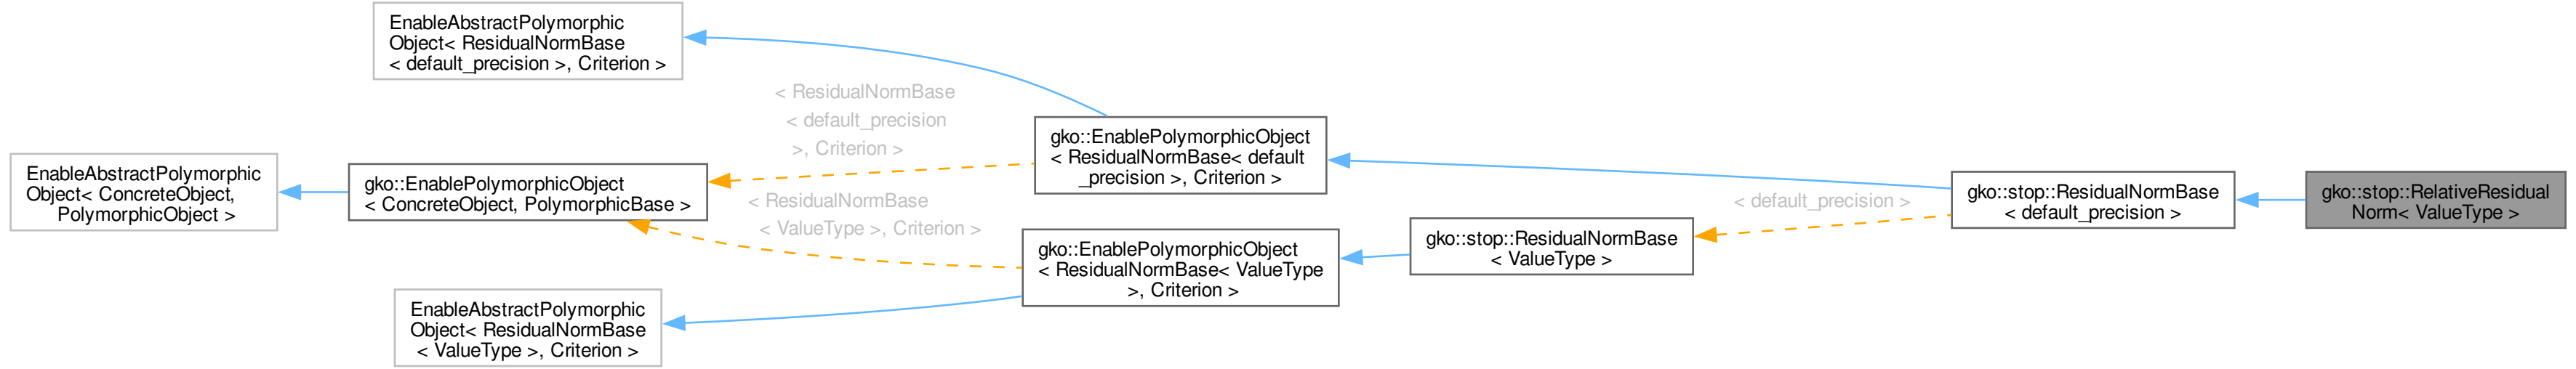 EnableAbstractPolymorphic
Object< ResidualNormBase
< default_precision >, Criterion >
< ResidualNormBase
< default_precision
>, Criterion >
gko::EnablePolymorphicObject
< ResidualNormBase< default
_precision >, Criterion >
EnableAbstractPolymorphic
Object< ConcreteObject,
PolymorphicObject >
gko::EnablePolymorphicObject
< ConcreteObject, PolymorphicBase >
< ResidualNormBase
< ValueType >, Criterion >
gko::EnablePolymorphicObject
< ResidualNormBase< ValueType
>, Criterion >
gko::stop::ResidualNormBase
< ValueType >
< default_precision >
gko::stop::ResidualNormBase
< default_precision >
gko::stop::RelativeResidual
Norm< ValueType >
EnableAbstractPolymorphic
Object< ResidualNormBase
< ValueType >, Criterion >